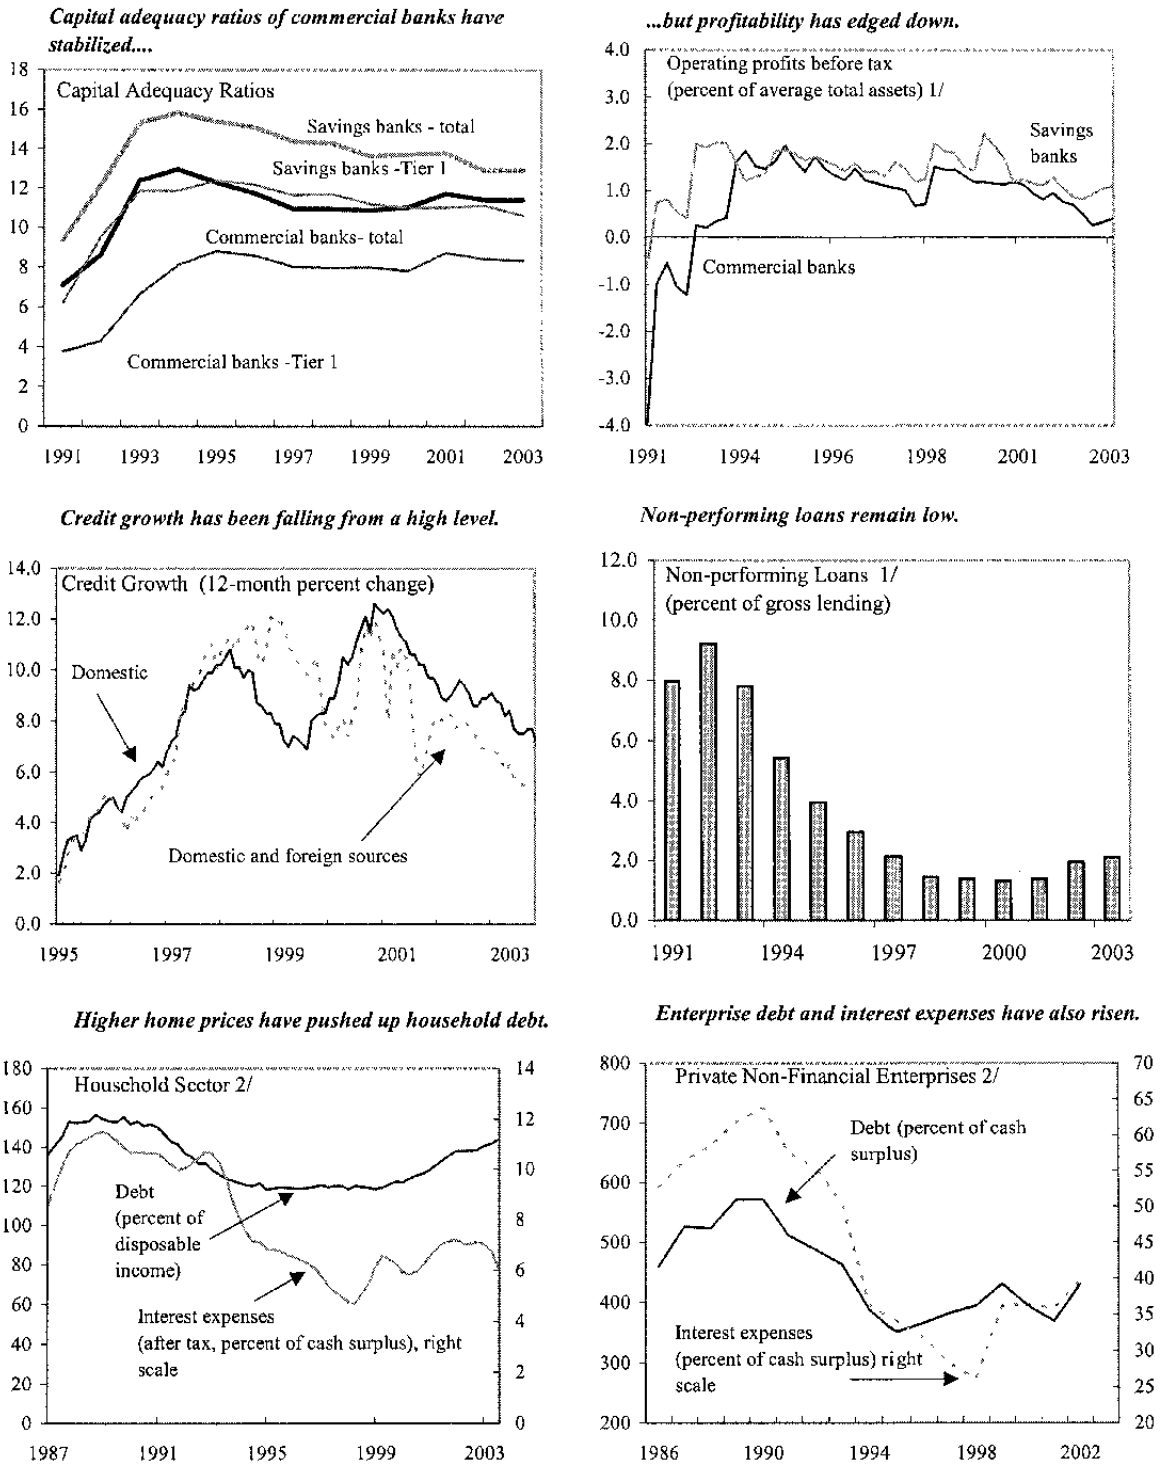 Capital adequacy ratios of commercial banks have
stabilized....
18
16
14
12
10
8
6
4
2
0
Capital Adequacy Ratios
Savings banks - total
Savings banks -Tier 1
Commercial banks- total
Commercial banks -Tier 1
1991 1993 1995 1997 1999 2001 2003
...but profitability has edged down.
4.0
3.0
2.0
1.0
0.0
-1.0
-2.0
-3.0
-4.0
Operating profits before tax
(percent of average total assets) 1/
Savings
banks
Commercial banks
1991 1994 1996 1998 2001 2003
Credit growth has been falling from a high level.
14.0
12.0
10.0
8.0
6.0
4.0
2.0
0.0
Credit Growth (12-month percent change)
Domestic
Domestic and foreign sources
1995 1997 1999 2001 2003
Non-performing loans remain low.
12.0
10.0
8.0
6.0
4.0
2.0
0.0
Non-performing Loans 1/
(percent of gross lending)
1991 1994 1997 2000 2003
Higher home prices have pushed up household debt.
180
160
140
120
100
80
60
40
20
0
Household Sector 2/
Debt
(percent of
disposable
income)
Interest expenses
(after tax, percent of cash surplus), right
scale
14
12
10
8
6
4
2
0
1987 1991 1995 1999 2003
Enterprise debt and interest expenses have also risen.
800
700
600
500
400
300
200
Private Non-Financial Enterprises 2/
Debt (percent of cash
surplus)
Interest expenses
(percent of cash surplus) right
scale
70
65
60
55
50
45
40
35
30
25
20
1986 1990 1994 1998 2002